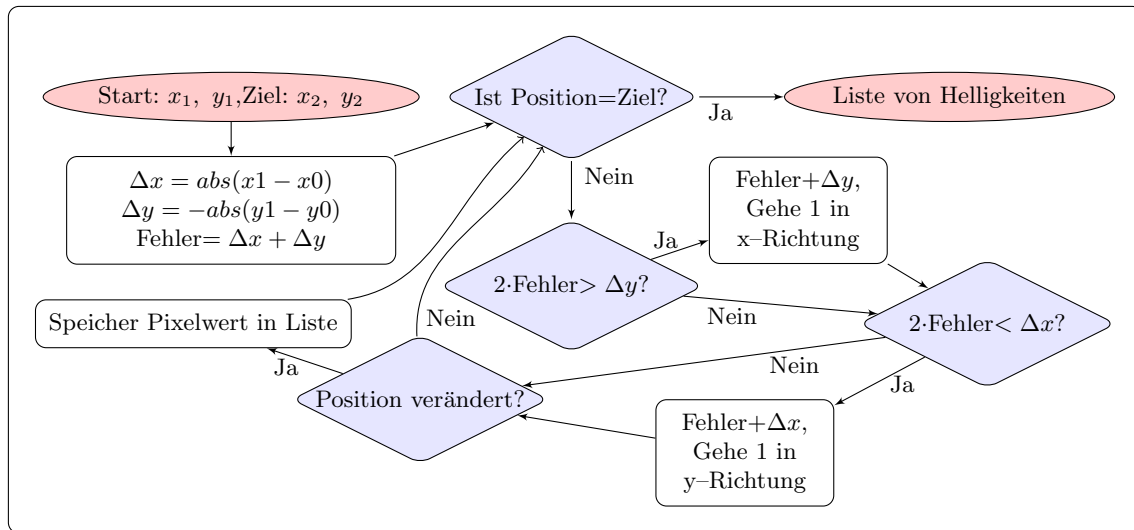 Start: x₁, y₁,Ziel: x₂, y₂
Ist Position=Ziel?
Ja
Liste von Helligkeiten
Δx = abs(x1 − x0)
Δy = −abs(y1 − y0)
Fehler= Δx + Δy
Nein
Fehler+Δy,
Gehe 1 in
x–Richtung
Ja
2·Fehler> Δy?
Nein
2·Fehler< Δx?
Speicher Pixelwert in Liste
Nein
Ja
Position verändert?
Nein
Ja
Fehler+Δx,
Gehe 1 in
y–Richtung